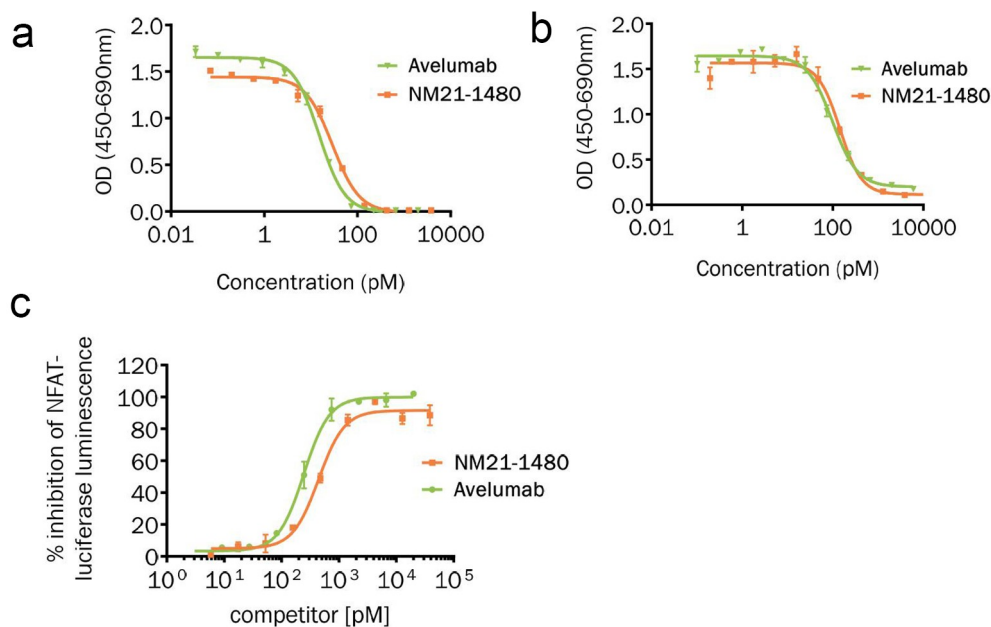 a
2.0
1.5
1.0
0.5
0.0
OD (450-690nm)
Avelumab
NM21-1480
0.01
1
100
10000
Concentration (pM)
b
2.0
1.5
1.0
0.5
0.0
OD (450-690nm)
Avelumab
NM21-1480
0.01
1
100
10000
Concentration (pM)
c
% inhibition of NFAT-
luciferase luminescence
120
100
80
60
40
20
0
NM21-1480
Avelumab
10⁰
10¹
10²
10³
10⁴
10⁵
competitor [pM]